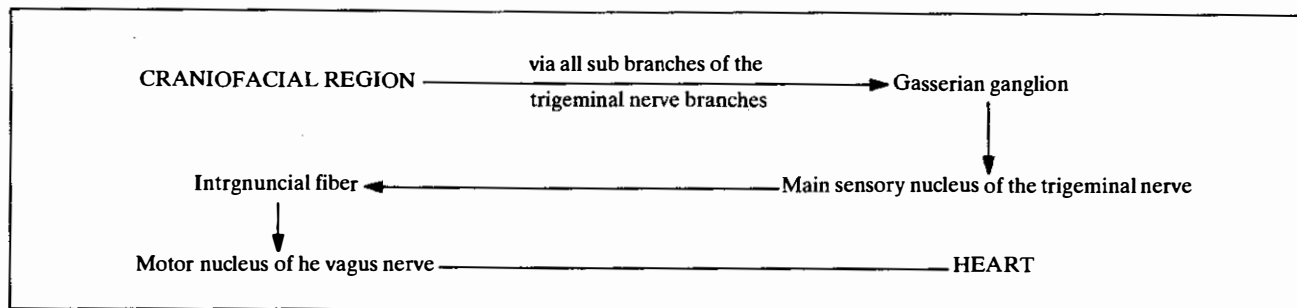 CRANIOFACIAL REGION
via all sub branches of the
trigeminal nerve branches
Gasserian ganglion
Main sensory nucleus of the trigeminal nerve
Intrgnuncial fiber
Motor nucleus of he vagus nerve
HEART